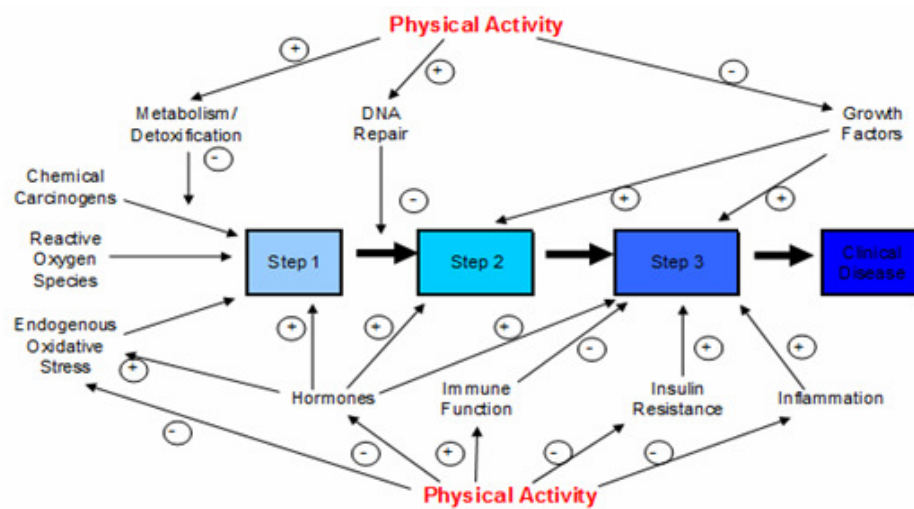 Physical Activity
+
+
-
Metabolism/
Detoxification
DNA
Repair
Growth
Factors
-
Chemical
Carcinogens
-
+
+
Reactive
Oxygen
Species
Step 1
Step 2
Step 3
Clinical
Disease
Endogenous
Oxidative
Stress
+
+
+
-
+
+
+
Hormones
Immune
Function
Insulin
Resistance
Inflammation
-
-
+
-
-
Physical Activity